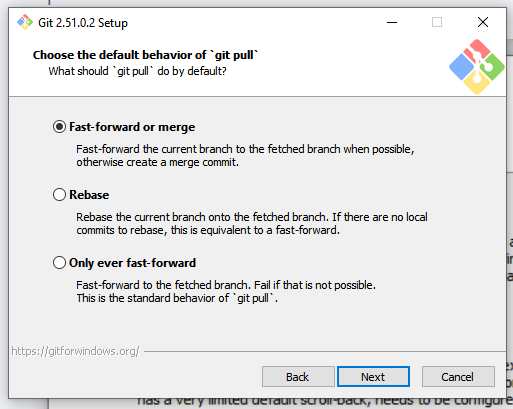 Git 2.51.0.2 Setup
Choose the default behavior of `git pull`
What should `git pull` do by default?
Fast-forward or merge
Fast-forward the current branch to the fetched branch when possible,
otherwise create a merge commit.
Rebase
Rebase the current branch onto the fetched branch. If there are no local
commits to rebase, this is equivalent to a fast-forward.
Only ever fast-forward
Fast-forward to the fetched branch. Fail if that is not possible.
This is the standard behavior of `git pull`.
https://gitforwindows.org/
Back
Next
Cancel
has a very limited default scroll-back, needs to be configure